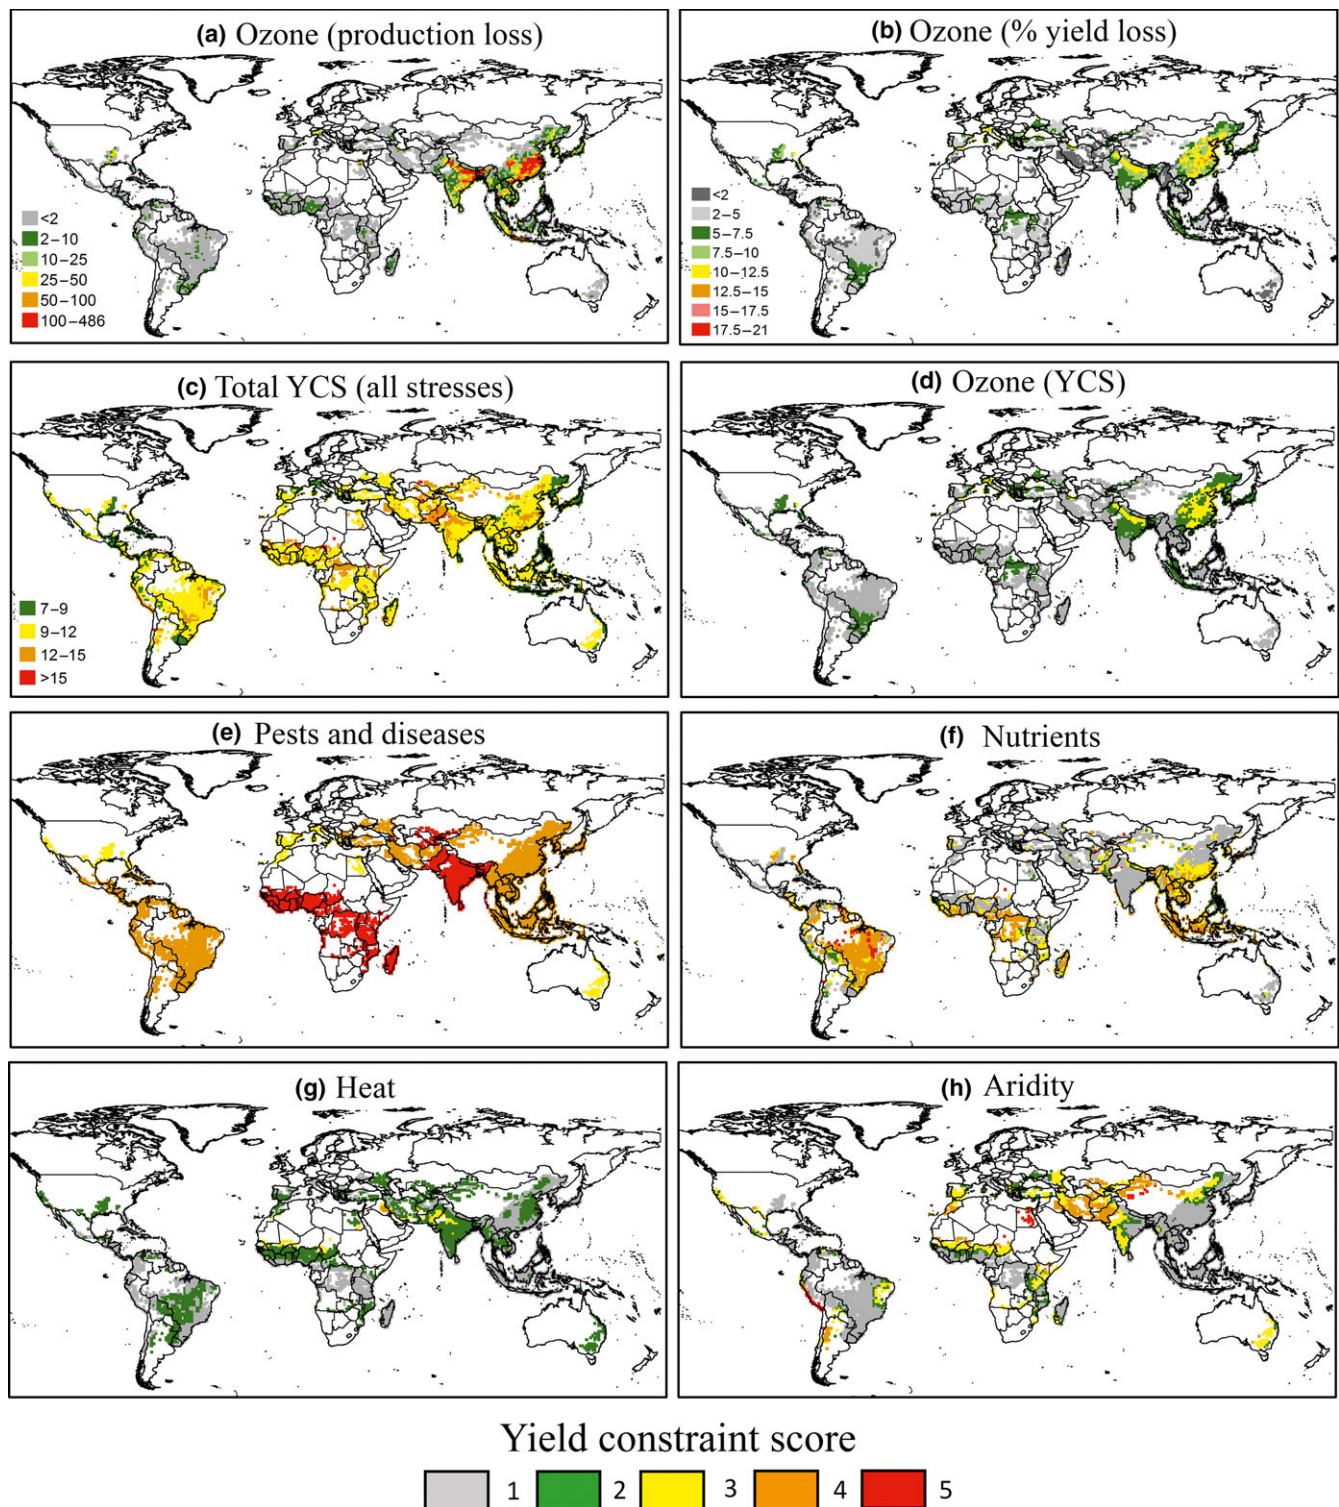 (a) Ozone (production loss)
<2
2–10
10–25
25–50
50–100
100–486
(b) Ozone (% yield loss)
<2
2–5
5–7.5
7.5–10
10–12.5
12.5–15
15–17.5
17.5–21
(c) Total YCS (all stresses)
7–9
9–12
12–15
>15
(d) Ozone (YCS)
(e) Pests and diseases
(f) Nutrients
(g) Heat
(h) Aridity
Yield constraint score
1 2 3 4 5